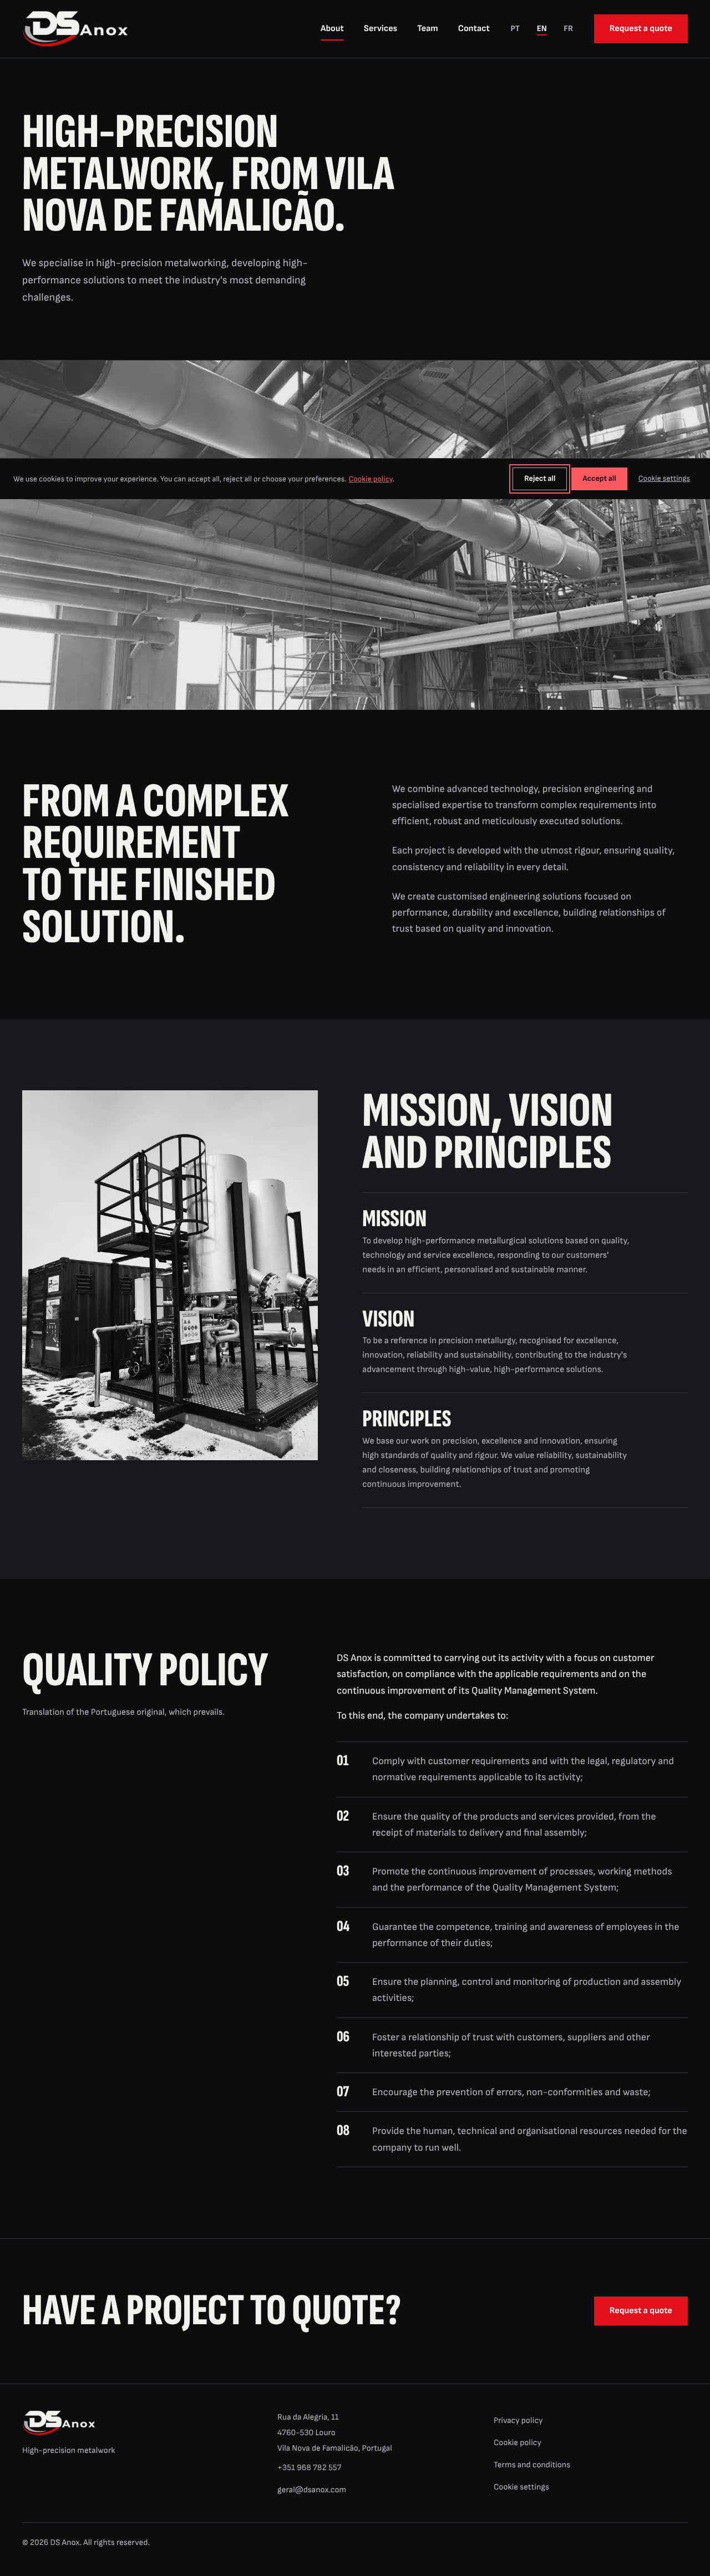 DS Anox
About Services Team Contact PT EN FR Request a quote
HIGH-PRECISION
METALWORK, FROM VILA
NOVA DE FAMALICÃO.
We specialise in high-precision metalworking, developing high-
performance solutions to meet the industry's most demanding
challenges.
We use cookies to improve your experience. You can accept all, reject all or choose your preferences. Cookie policy.
Reject all Accept all Cookie settings
FROM A COMPLEX
REQUIREMENT
TO THE FINISHED
SOLUTION.
We combine advanced technology, precision engineering and
specialised expertise to transform complex requirements into
efficient, robust and meticulously executed solutions.
Each project is developed with the utmost rigour, ensuring quality,
consistency and reliability in every detail.
We create customised engineering solutions focused on
performance, durability and excellence, building relationships of
trust based on quality and innovation.
MISSION, VISION
AND PRINCIPLES
MISSION
To develop high-performance metallurgical solutions based on quality,
technology and service excellence, responding to our customers'
needs in an efficient, personalised and sustainable manner.
VISION
To be a reference in precision metallurgy, recognised for excellence,
innovation, reliability and sustainability, contributing to the industry's
advancement through high-value, high-performance solutions.
PRINCIPLES
We base our work on precision, excellence and innovation, ensuring
high standards of quality and rigour. We value reliability, sustainability
and closeness, building relationships of trust and promoting
continuous improvement.
QUALITY POLICY
Translation of the Portuguese original, which prevails.
DS Anox is committed to carrying out its activity with a focus on customer
satisfaction, on compliance with the applicable requirements and on the
continuous improvement of its Quality Management System.
To this end, the company undertakes to:
01 Comply with customer requirements and with the legal, regulatory and
normative requirements applicable to its activity;
02 Ensure the quality of the products and services provided, from the
receipt of materials to delivery and final assembly;
03 Promote the continuous improvement of processes, working methods
and the performance of the Quality Management System;
04 Guarantee the competence, training and awareness of employees in the
performance of their duties;
05 Ensure the planning, control and monitoring of production and assembly
activities;
06 Foster a relationship of trust with customers, suppliers and other
interested parties;
07 Encourage the prevention of errors, non-conformities and waste;
08 Provide the human, technical and organisational resources needed for the
company to run well.
HAVE A PROJECT TO QUOTE?
Request a quote
DS Anox
High-precision metalwork
Rua da Alegria, 11
4760-530 Louro
Vila Nova de Famalicão, Portugal
+351 968 782 557
geral@dsanox.com
Privacy policy
Cookie policy
Terms and conditions
Cookie settings
© 2026 DS Anox. All rights reserved.